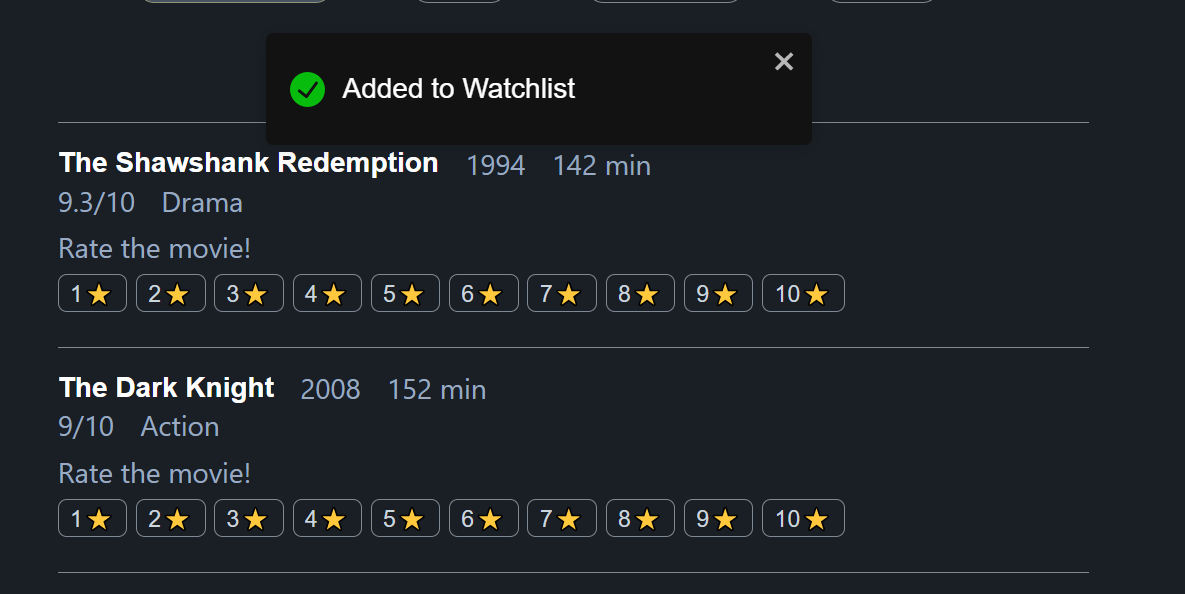 Added to Watchlist
The Shawshank Redemption 1994 142 min
9.3/10 Drama
Rate the movie!
1⭐ 2⭐ 3⭐ 4⭐ 5⭐ 6⭐ 7⭐ 8⭐ 9⭐ 10⭐
The Dark Knight 2008 152 min
9/10 Action
Rate the movie!
1⭐ 2⭐ 3⭐ 4⭐ 5⭐ 6⭐ 7⭐ 8⭐ 9⭐ 10⭐